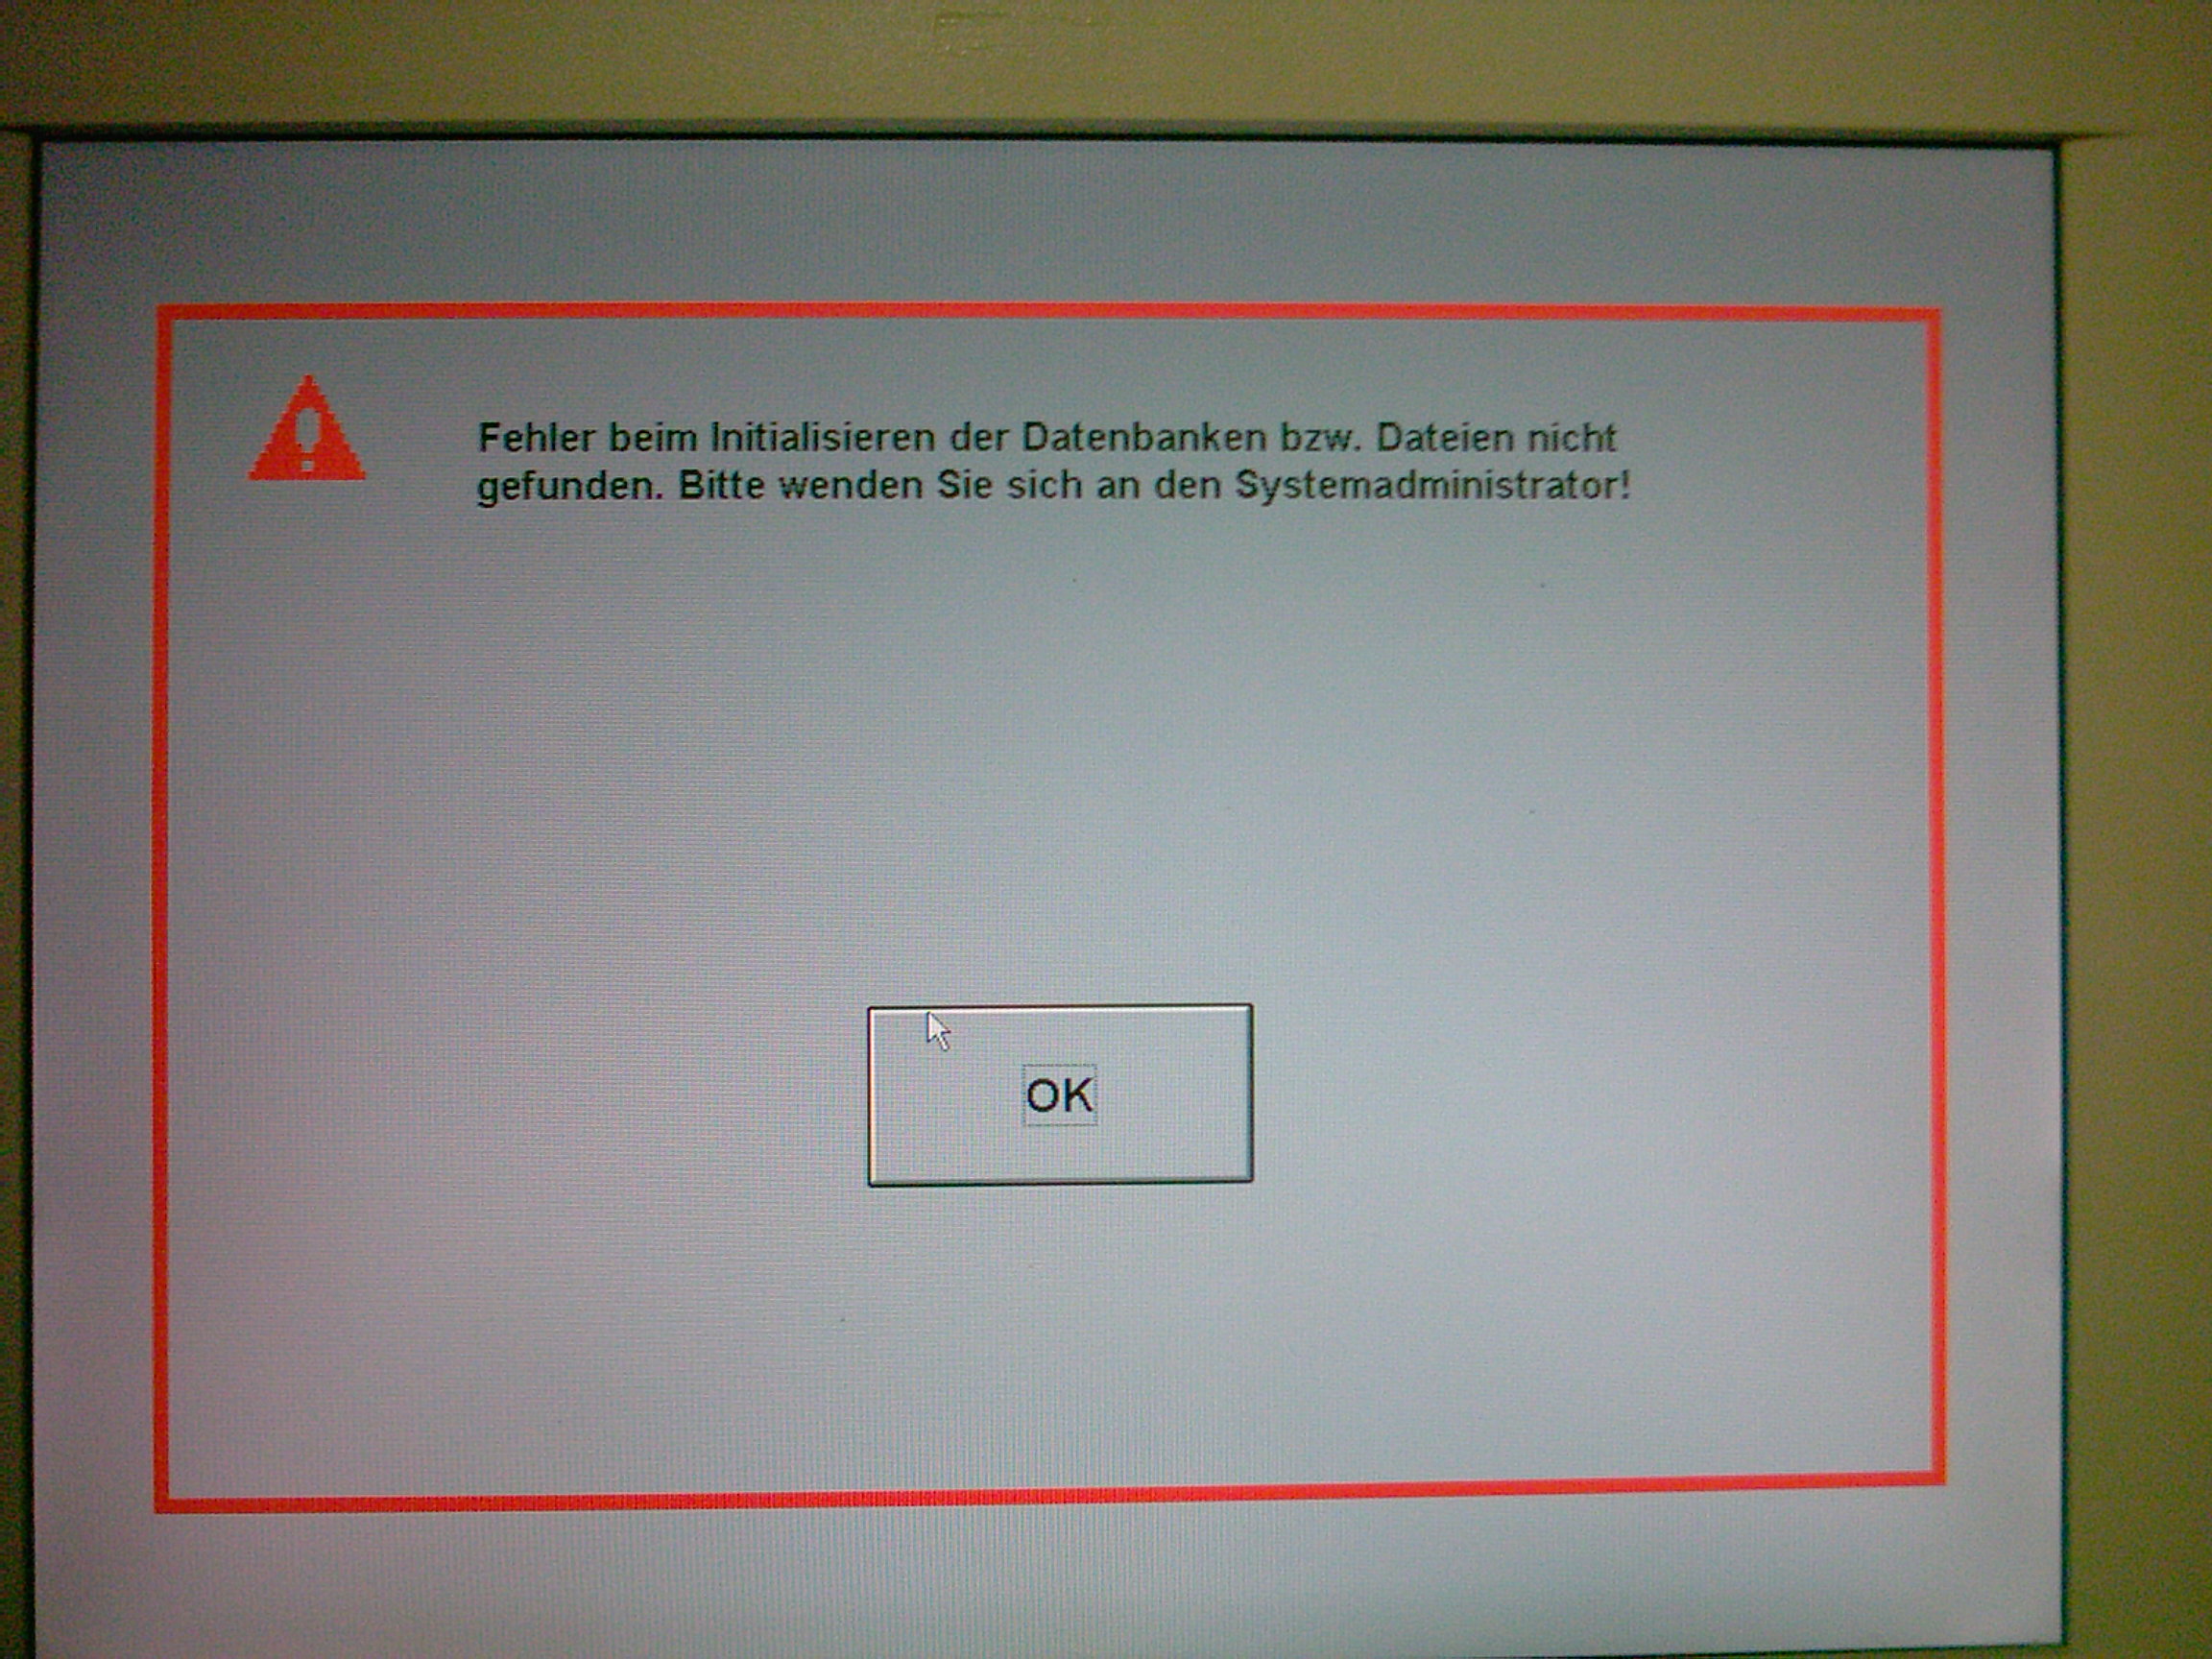 Fehler beim Initialisieren der Datenbanken bzw. Dateien nicht
gefunden. Bitte wenden Sie sich an den Systemadministrator!
OK